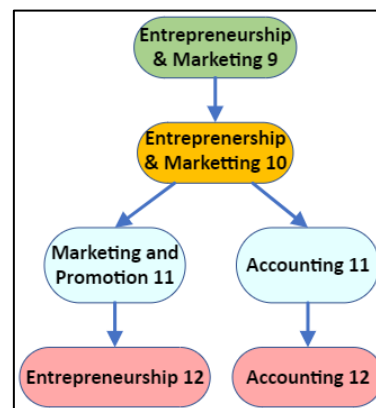 Entrepreneurship
& Marketing 9
Entreprenership
& Marketting 10
Marketing and
Promotion 11
Accounting 11
Entrepreneurship 12
Accounting 12